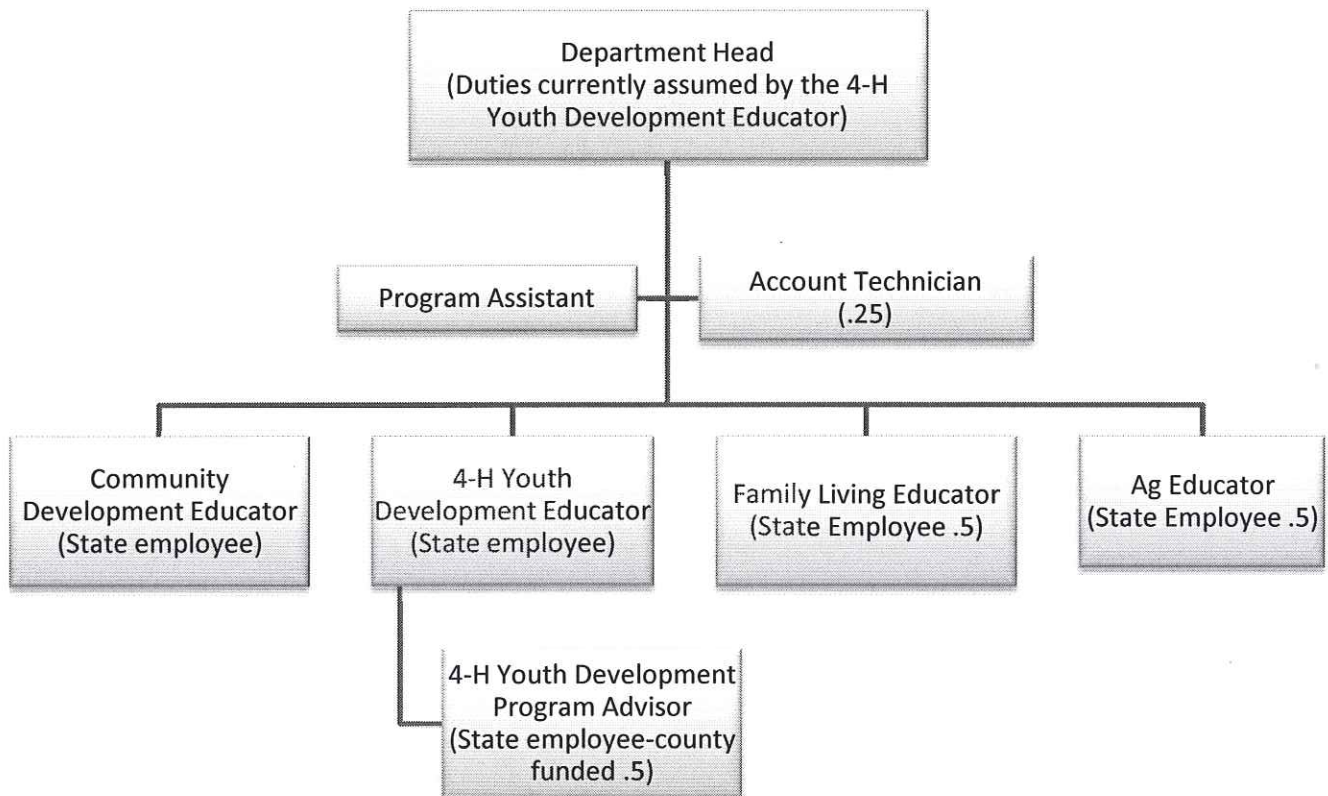 Department Head
(Duties currently assumed by the 4-H
Youth Development Educator)
Program Assistant
Account Technician
(.25)
Community
Development Educator
(State employee)
4-H Youth
Development Educator
(State employee)
Family Living Educator
(State Employee .5)
Ag Educator
(State Employee .5)
4-H Youth Development
Program Advisor
(State employee-county
funded .5)